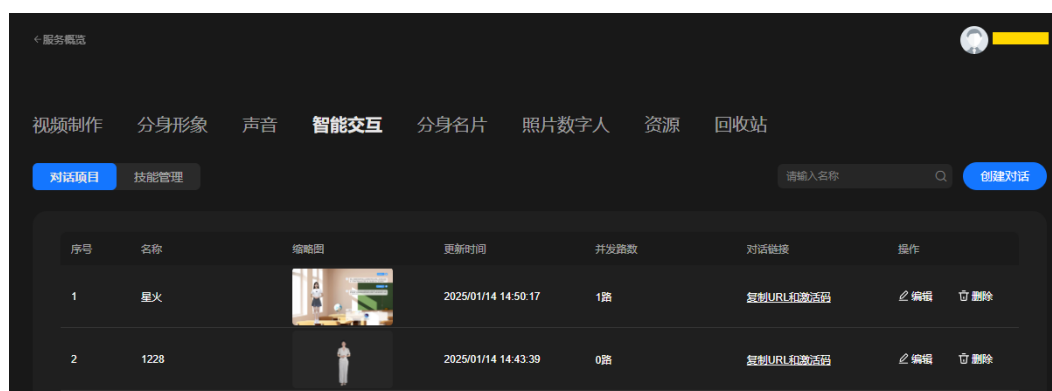 ←服务概览
视频制作 分身形象 声音 智能交互 分身名片 照片数字人 资源 回收站
对话项目 技能管理 请输入名称 创建对话
序号 名称 缩略图 更新时间 并发路数 对话链接 操作
1 星火 2025/01/14 14:50:17 1路 复制URL和激活码 编辑 删除
2 1228 2025/01/14 14:43:39 0路 复制URL和激活码 编辑 删除